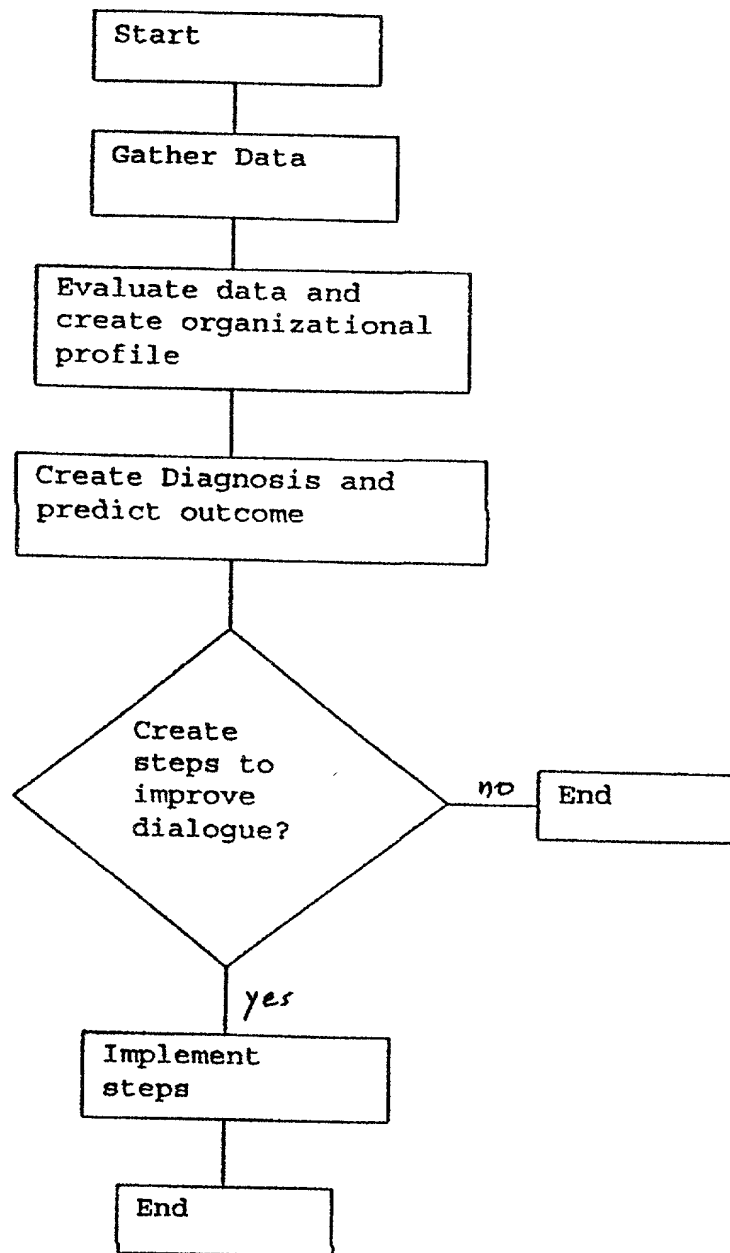 Start
Gather Data
Evaluate data and
create organizational
profile
Create Diagnosis and
predict outcome
Create
steps to
improve
dialogue?
no
End
yes
Implement
steps
End